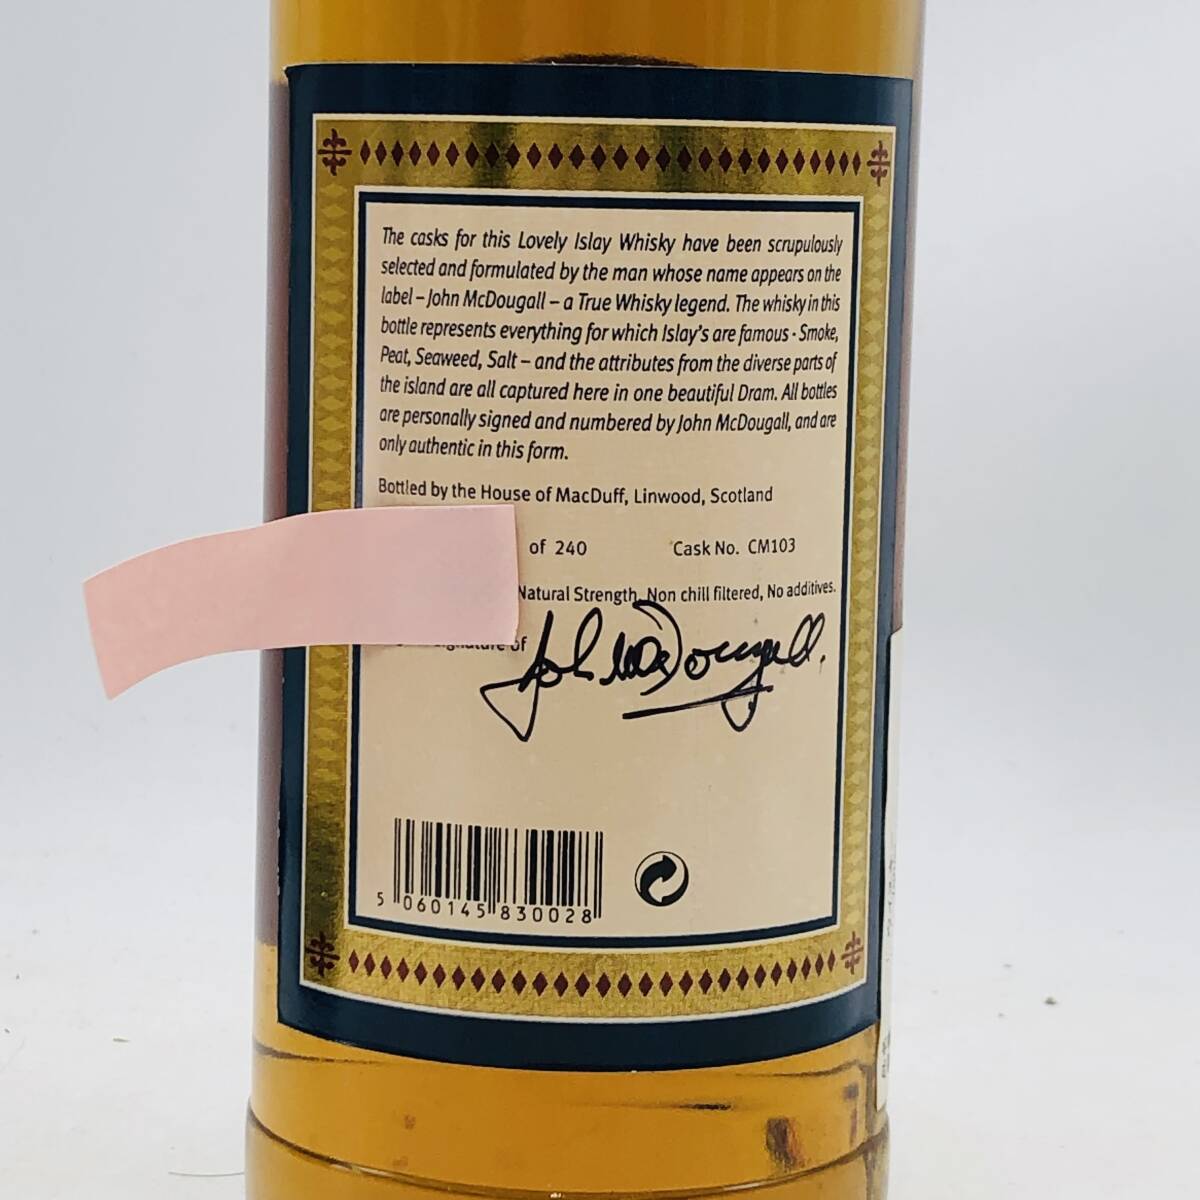 The casks for this Lovely Islay Whisky have been scrupulously
selected and formulated by the man whose name appears on the
label – John McDougall – a True Whisky legend. The whisky in this
bottle represents everything for which Islay's are famous - Smoke,
Peat, Seaweed, Salt – and the attributes from the diverse parts of
the island are all captured here in one beautiful Dram. All bottles
are personally signed and numbered by John McDougall, and are
only authentic in this form.
Bottled by the House of MacDuff, Linwood, Scotland
of 240 Cask No. CM103
Natural Strength, Non chill filtered, No additives.
signature of John McDougall.
5 060145 830028